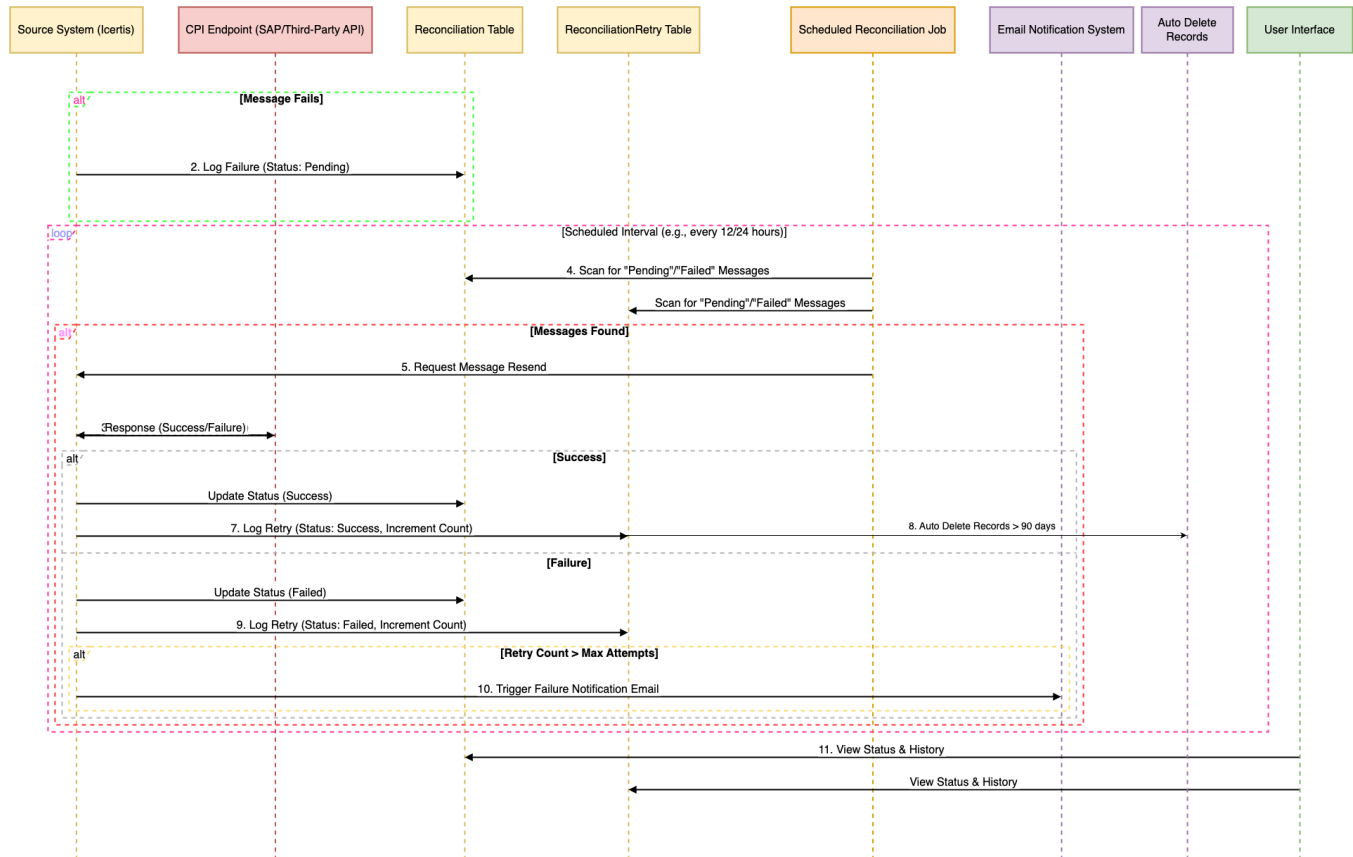 Source System (Icertis)
CPI Endpoint (SAP/Third-Party API)
Reconciliation Table
ReconciliationRetry Table
Scheduled Reconciliation Job
Email Notification System
Auto Delete
Records
User Interface
alt
[Message Fails]
2. Log Failure (Status: Pending)
loop
[Scheduled Interval (e.g., every 12/24 hours)]
4. Scan for "Pending"/"Failed" Messages
Scan for "Pending"/"Failed" Messages
alt
[Messages Found]
5. Request Message Resend
Response (Success/Failure)
alt
[Success]
Update Status (Success)
7. Log Retry (Status: Success, Increment Count)
8. Auto Delete Records > 90 days
[Failure]
Update Status (Failed)
9. Log Retry (Status: Failed, Increment Count)
alt
[Retry Count > Max Attempts]
10. Trigger Failure Notification Email
11. View Status & History
View Status & History